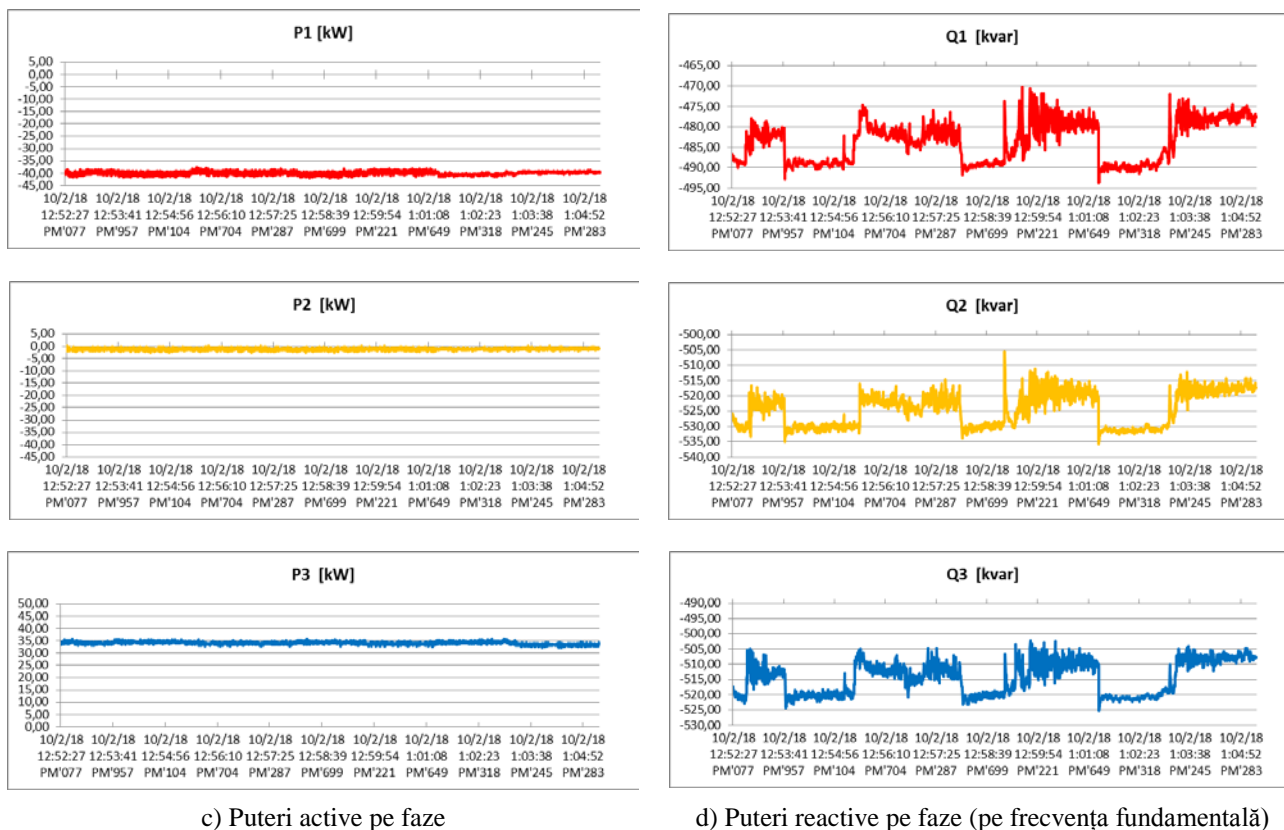 P1 [kW]
5,00
0,00
-5,00
-10,00
-15,00
-20,00
-25,00
-30,00
-35,00
-40,00
-45,00
10/2/18 10/2/18 10/2/18 10/2/18 10/2/18 10/2/18 10/2/18 10/2/18 10/2/18 10/2/18 10/2/18
12:52:27 12:53:41 12:54:56 12:56:10 12:57:25 12:58:39 12:59:54 1:01:08 1:02:23 1:03:38 1:04:52
PM'077 PM'957 PM'104 PM'704 PM'287 PM'699 PM'221 PM'649 PM'318 PM'245 PM'283
Q1 [kvar]
-465,00
-470,00
-475,00
-480,00
-485,00
-490,00
-495,00
10/2/18 10/2/18 10/2/18 10/2/18 10/2/18 10/2/18 10/2/18 10/2/18 10/2/18 10/2/18 10/2/18
12:52:27 12:53:41 12:54:56 12:56:10 12:57:25 12:58:39 12:59:54 1:01:08 1:02:23 1:03:38 1:04:52
PM'077 PM'957 PM'104 PM'704 PM'287 PM'699 PM'221 PM'649 PM'318 PM'245 PM'283
P2 [kW]
5,00
0,00
-5,00
-10,00
-15,00
-20,00
-25,00
-30,00
-35,00
-40,00
-45,00
10/2/18 10/2/18 10/2/18 10/2/18 10/2/18 10/2/18 10/2/18 10/2/18 10/2/18 10/2/18 10/2/18
12:52:27 12:53:41 12:54:56 12:56:10 12:57:25 12:58:39 12:59:54 1:01:08 1:02:23 1:03:38 1:04:52
PM'077 PM'957 PM'104 PM'704 PM'287 PM'699 PM'221 PM'649 PM'318 PM'245 PM'283
Q2 [kvar]
-500,00
-505,00
-510,00
-515,00
-520,00
-525,00
-530,00
-535,00
-540,00
10/2/18 10/2/18 10/2/18 10/2/18 10/2/18 10/2/18 10/2/18 10/2/18 10/2/18 10/2/18 10/2/18
12:52:27 12:53:41 12:54:56 12:56:10 12:57:25 12:58:39 12:59:54 1:01:08 1:02:23 1:03:38 1:04:52
PM'077 PM'957 PM'104 PM'704 PM'287 PM'699 PM'221 PM'649 PM'318 PM'245 PM'283
P3 [kW]
50,00
45,00
40,00
35,00
30,00
25,00
20,00
15,00
10,00
5,00
0,00
10/2/18 10/2/18 10/2/18 10/2/18 10/2/18 10/2/18 10/2/18 10/2/18 10/2/18 10/2/18 10/2/18
12:52:27 12:53:41 12:54:56 12:56:10 12:57:25 12:58:39 12:59:54 1:01:08 1:02:23 1:03:38 1:04:52
PM'077 PM'957 PM'104 PM'704 PM'287 PM'699 PM'221 PM'649 PM'318 PM'245 PM'283
Q3 [kvar]
-490,00
-495,00
-500,00
-505,00
-510,00
-515,00
-520,00
-525,00
-530,00
10/2/18 10/2/18 10/2/18 10/2/18 10/2/18 10/2/18 10/2/18 10/2/18 10/2/18 10/2/18 10/2/18
12:52:27 12:53:41 12:54:56 12:56:10 12:57:25 12:58:39 12:59:54 1:01:08 1:02:23 1:03:38 1:04:52
PM'077 PM'957 PM'104 PM'704 PM'287 PM'699 PM'221 PM'649 PM'318 PM'245 PM'283
c) Puteri active pe faze
d) Puteri reactive pe faze (pe frecvența fundamentală)